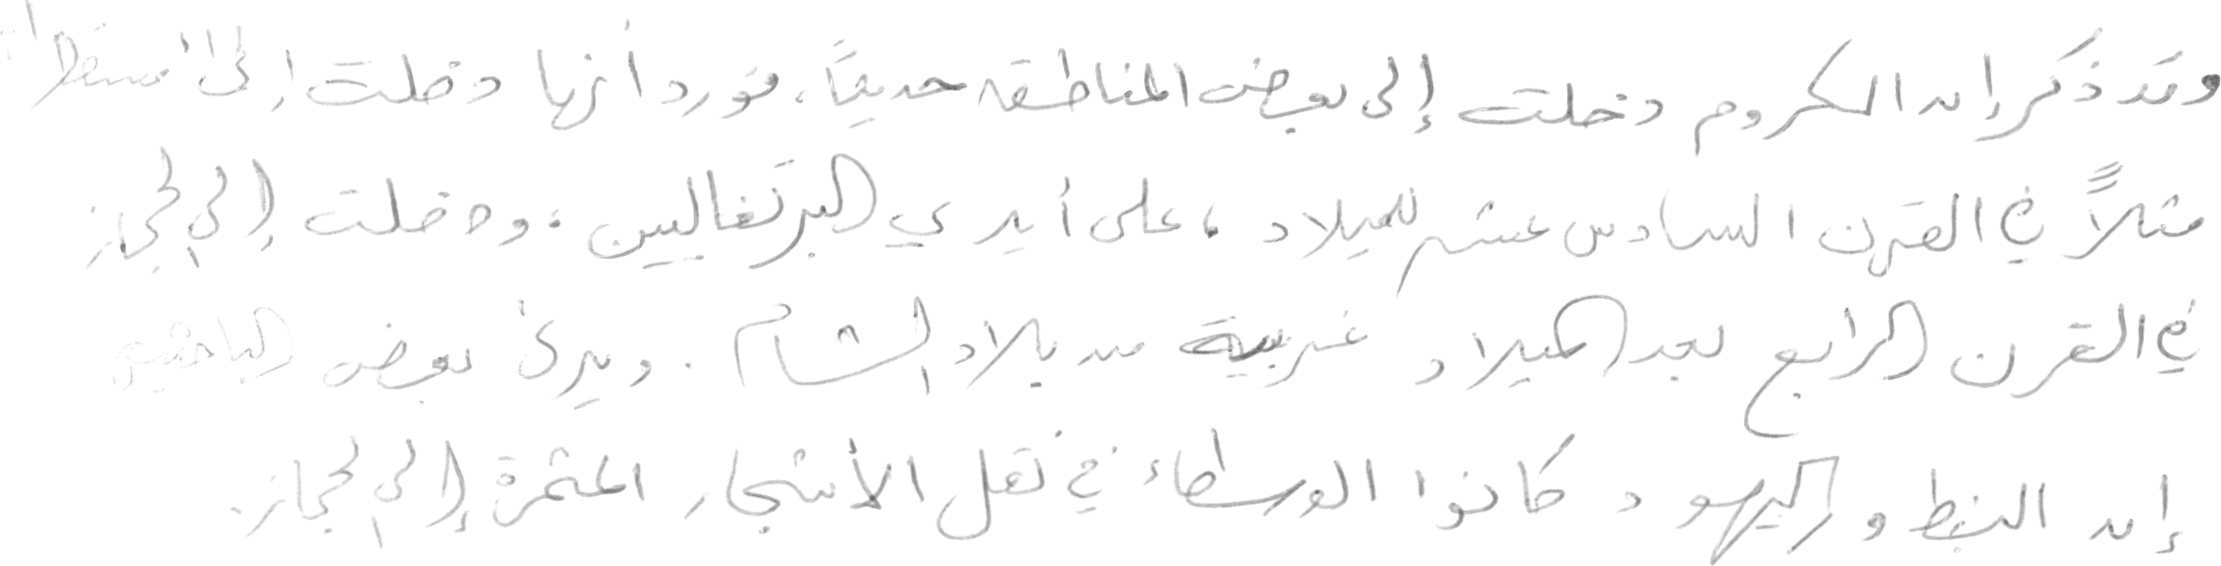 وقد ذكر إن الكروم دخلت إلى بعض المناطق حديثاً، فورد أنها دخلت إلى "مسقط"
مثلاً في القرن السادس عشر للميلاد، على أيدي البرتغاليين، ودخلت إلى الحجاز
في القرن الرابع بعد الميلاد غربية من بلاد الشام. ويرى بعض الباحثين
إن النبط واليهود كانوا الوسطاء في نقل الأشجار المثمرة إلى الحجاز.